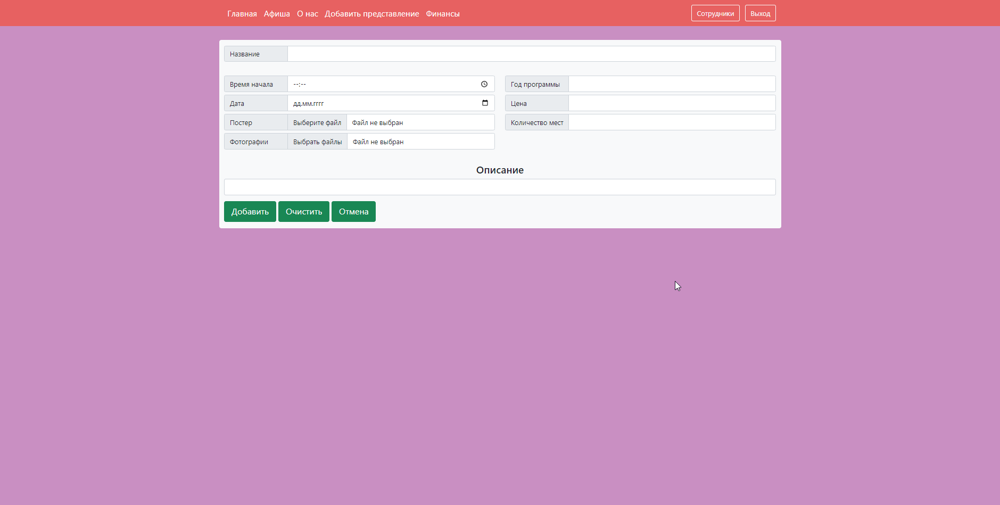 Главная Афиша О нас Добавить представление Финансы Сотрудники Выход
Название
Время начала --:-- Год программы
Дата дд.мм.гггг Цена
Постер Выберите файл Файл не выбран Количество мест
Фотографии Выбрать файлы Файл не выбран
Описание
Добавить Очистить Отмена